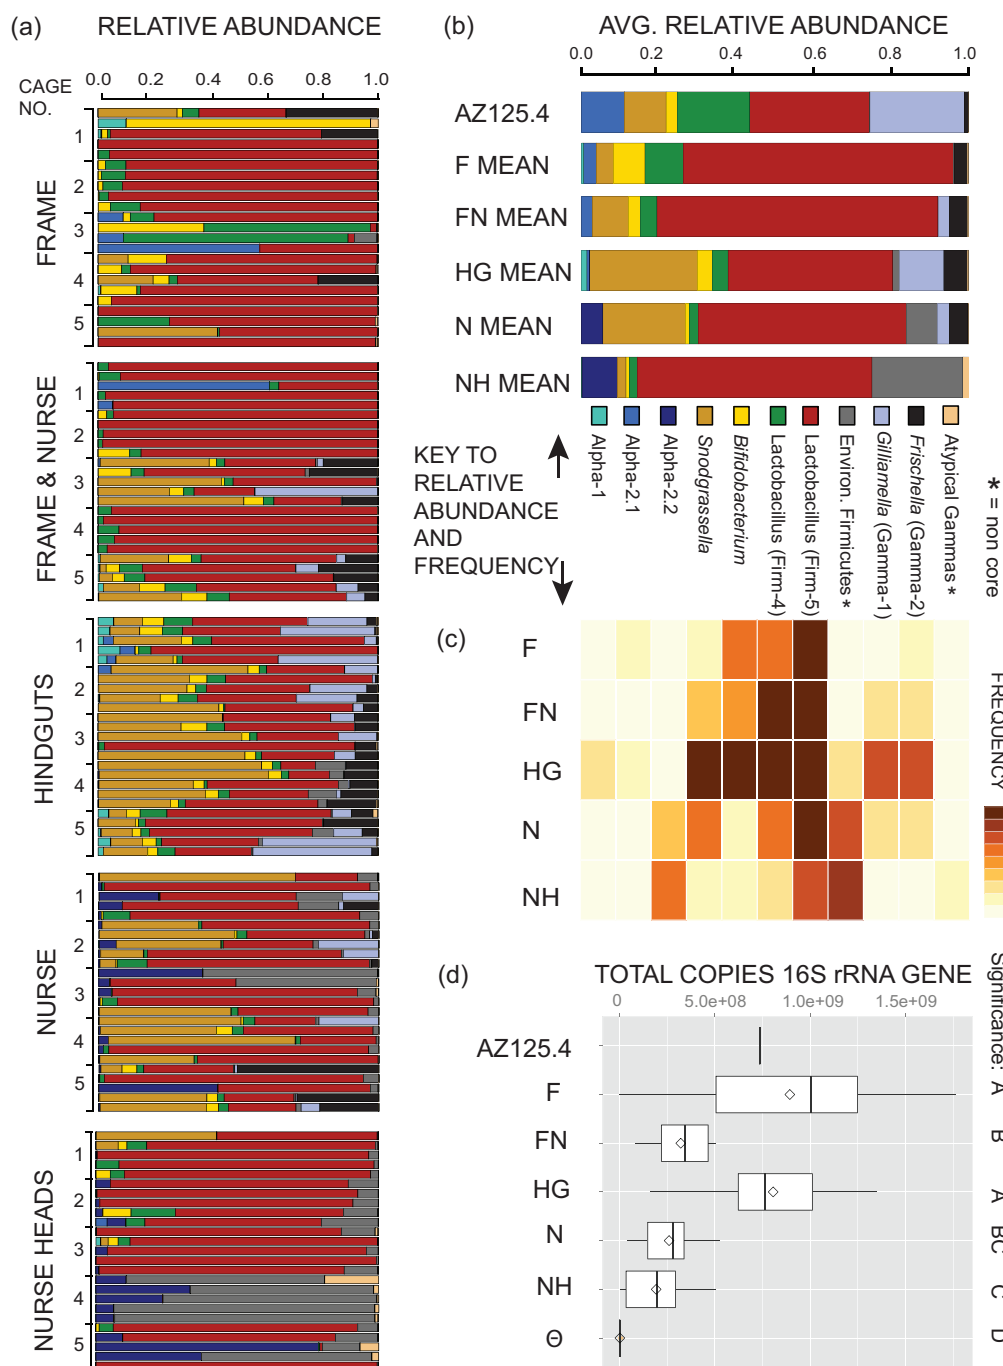 (a) RELATIVE ABUNDANCE
CAGE
NO.
0.0 0.2 0.4 0.6 0.8 1.0
FRAME
1
2
3
4
5
FRAME & NURSE
1
2
3
4
5
HINDGUTS
1
2
3
4
5
NURSE
1
2
3
4
5
NURSE HEADS
1
2
3
4
5
(b) AVG. RELATIVE ABUNDANCE
0.0 0.2 0.4 0.6 0.8 1.0
AZ125.4
F MEAN
FN MEAN
HG MEAN
N MEAN
NH MEAN
KEY TO
RELATIVE
ABUNDANCE
AND
FREQUENCY
Alpha-1
Alpha-2.1
Alpha-2.2
Snodgrassella
Bifidobacterium
Lactobacillus (Firm-4)
Lactobacillus (Firm-5)
Environ. Firmicutes *
Gilliamella (Gamma-1)
Frischella (Gamma-2)
Atypical Gammas *
* = non core
(c)
F
FN
HG
N
NH
FREQUENCY
(d) TOTAL COPIES 16S rRNA GENE
0 5.0e+08 1.0e+09 1.5e+09
AZ125.4
F
FN
HG
N
NH
Θ
Significance:
A
B
A
BC
C
D